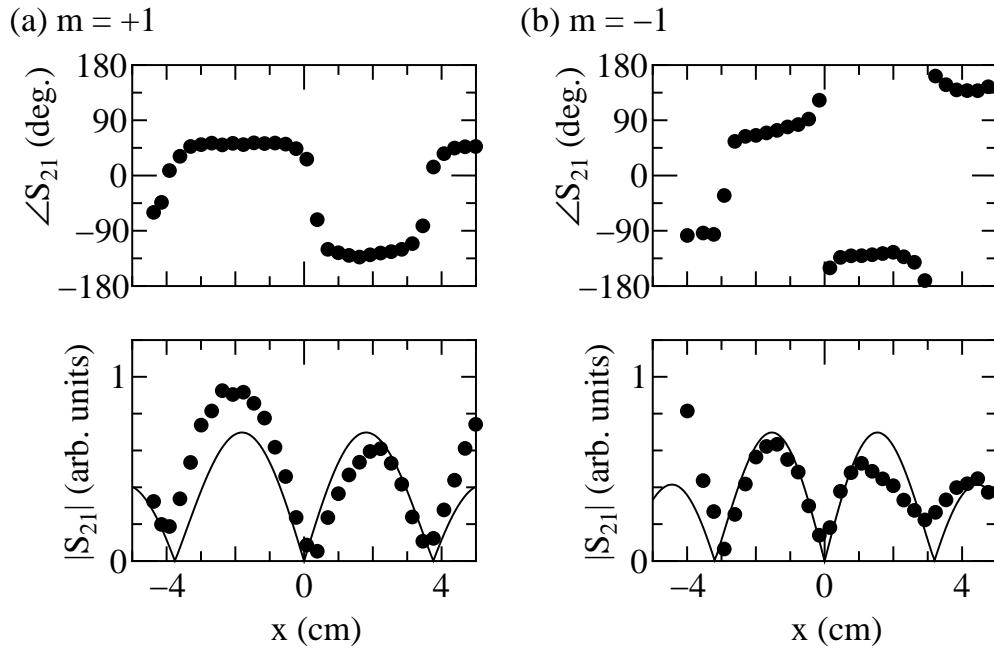 (a) m = +1
180
90
0
−90
−180
∠S21 (deg.)
1
0
|S21| (arb. units)
−4
0
4
x (cm)
(b) m = −1
180
90
0
−90
−180
∠S21 (deg.)
1
0
|S21| (arb. units)
−4
0
4
x (cm)